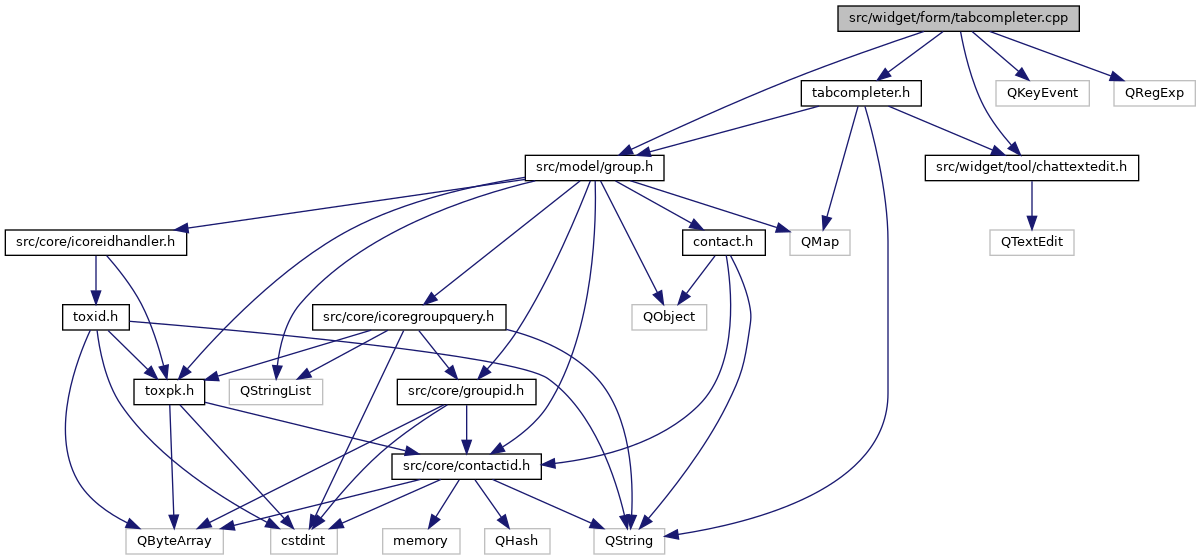 src/widget/form/tabcompleter.cpp
tabcompleter.h
QKeyEvent
QRegExp
src/model/group.h
src/widget/tool/chattextedit.h
src/core/icoreidhandler.h
contact.h
QMap
QTextEdit
toxid.h
src/core/icoregroupquery.h
QObject
toxpk.h
QStringList
src/core/groupid.h
src/core/contactid.h
QByteArray
cstdint
memory
QHash
QString